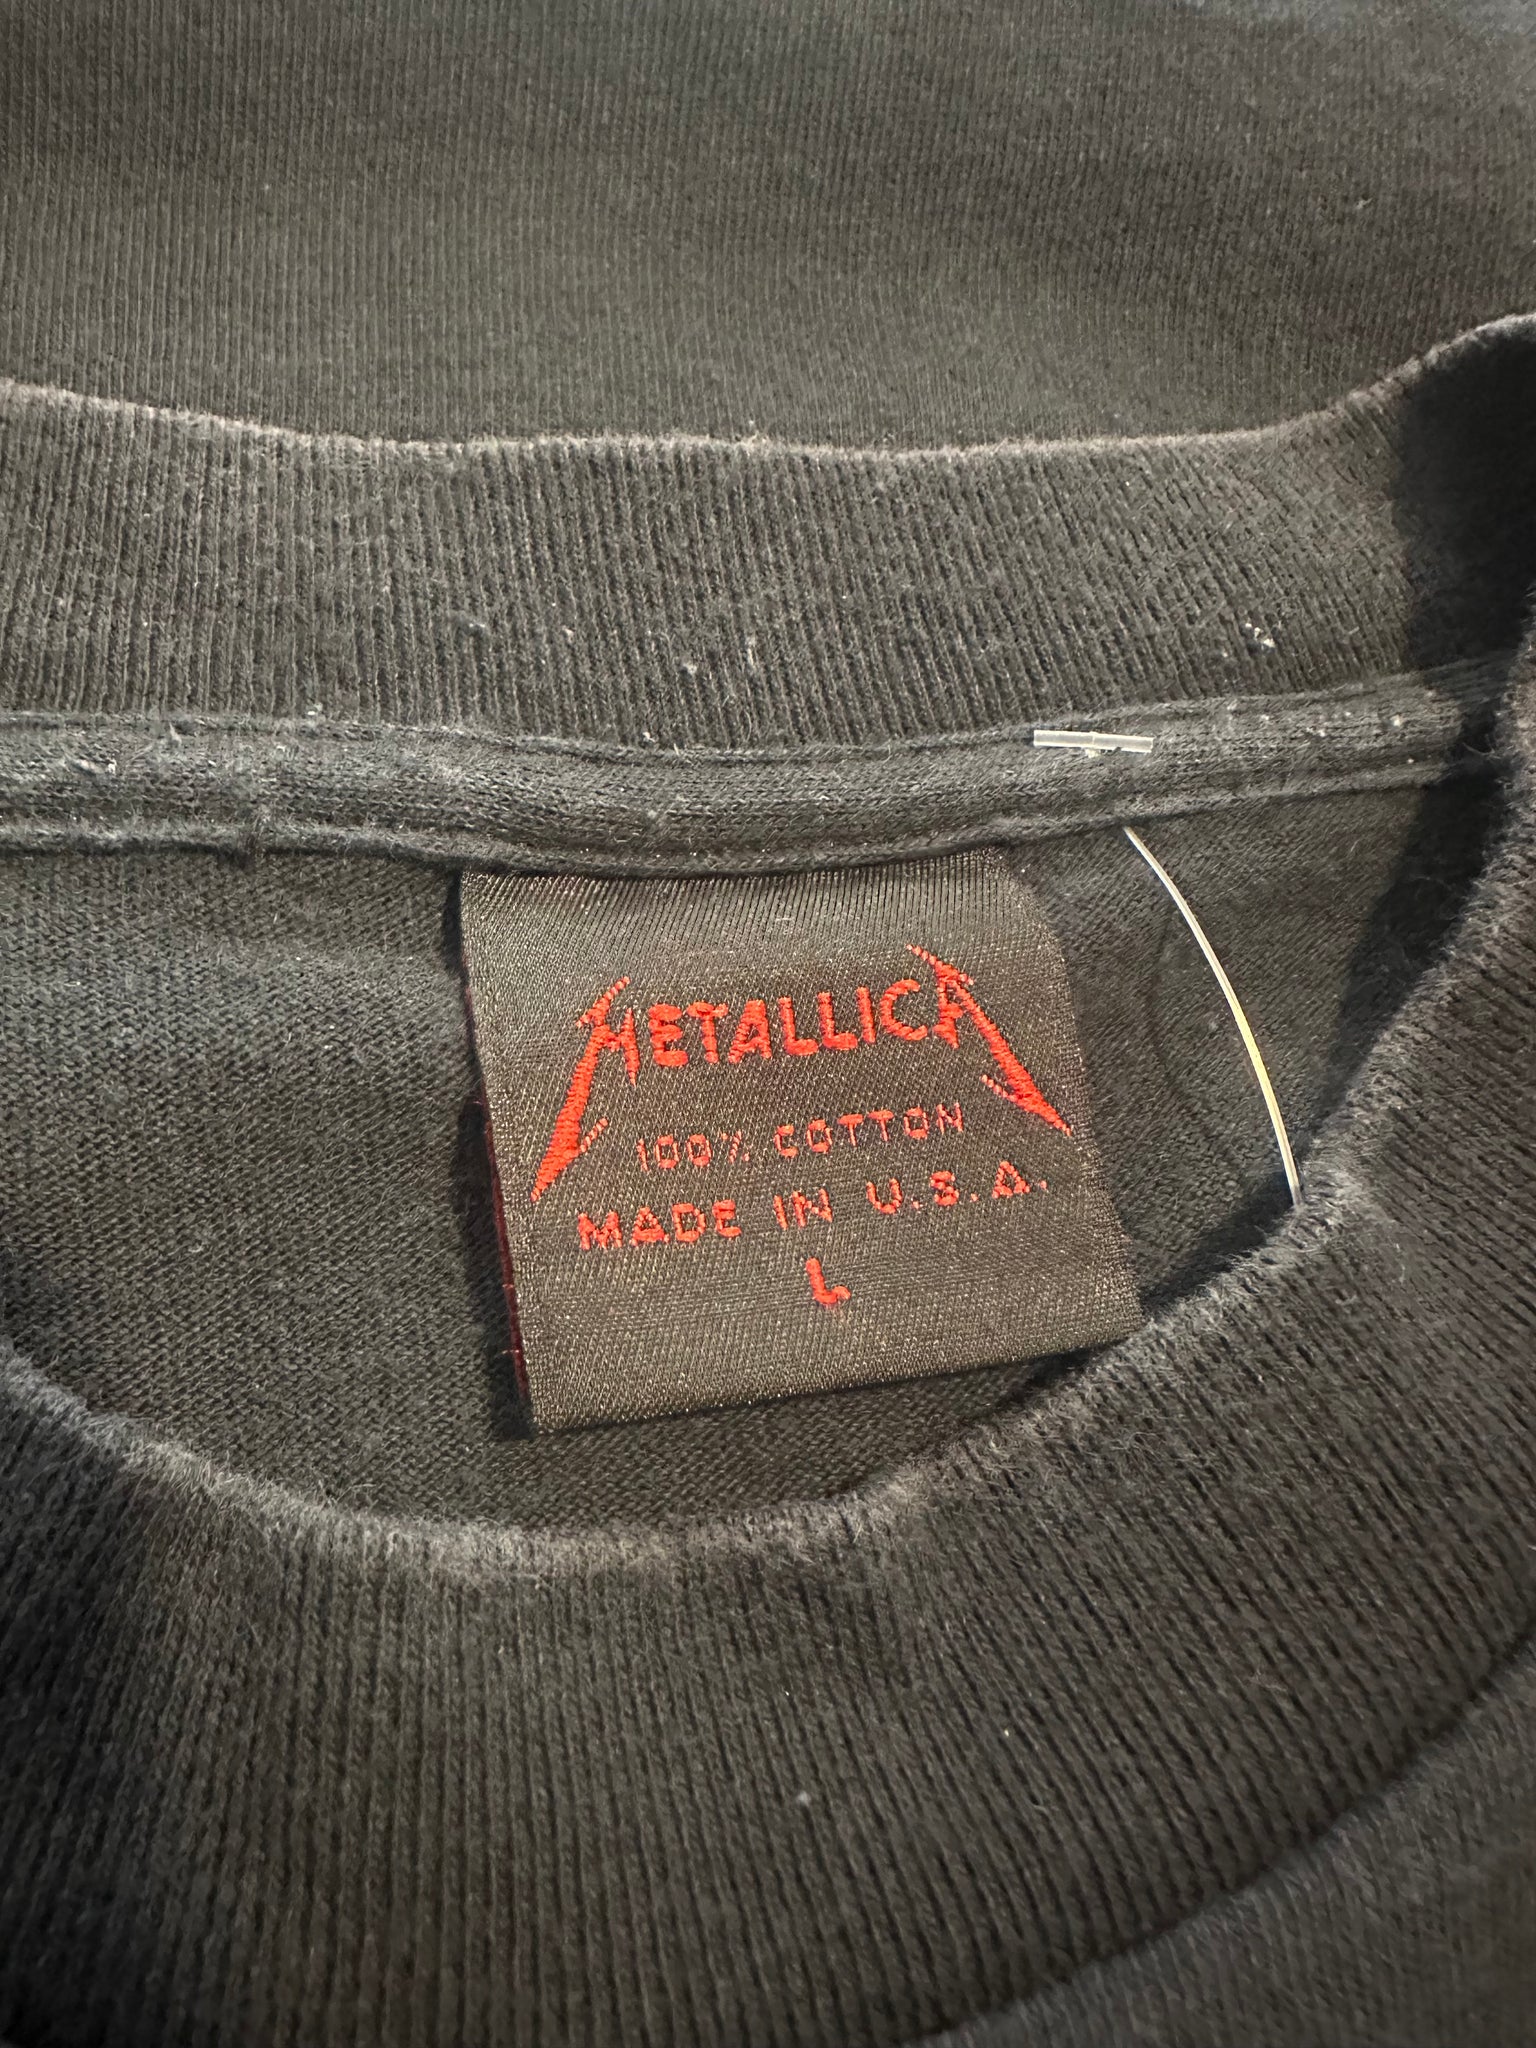 METALLICA
100% COTTON
MADE IN U.S.A.
L